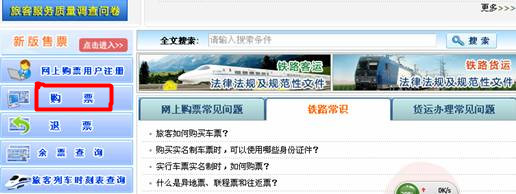 旅客服务质量调查问卷
更多>>>
新版售票 点击进入>>
全文搜索: 请输入搜索条件 搜索
网上购票用户注册
铁路客运
法律法规及规范性文件
铁路货运
法律法规及规范性文件
购 票
网上购票常见问题 铁路常识 货运办理常见问题
退 票
旅客如何购买车票?
余票查询
购买实名制车票时，可以使用哪些身份证件?
实行车票实名制时，如何购票?
旅客列车时刻表查询
什么是异地票、联程票和往返票?
0K/s